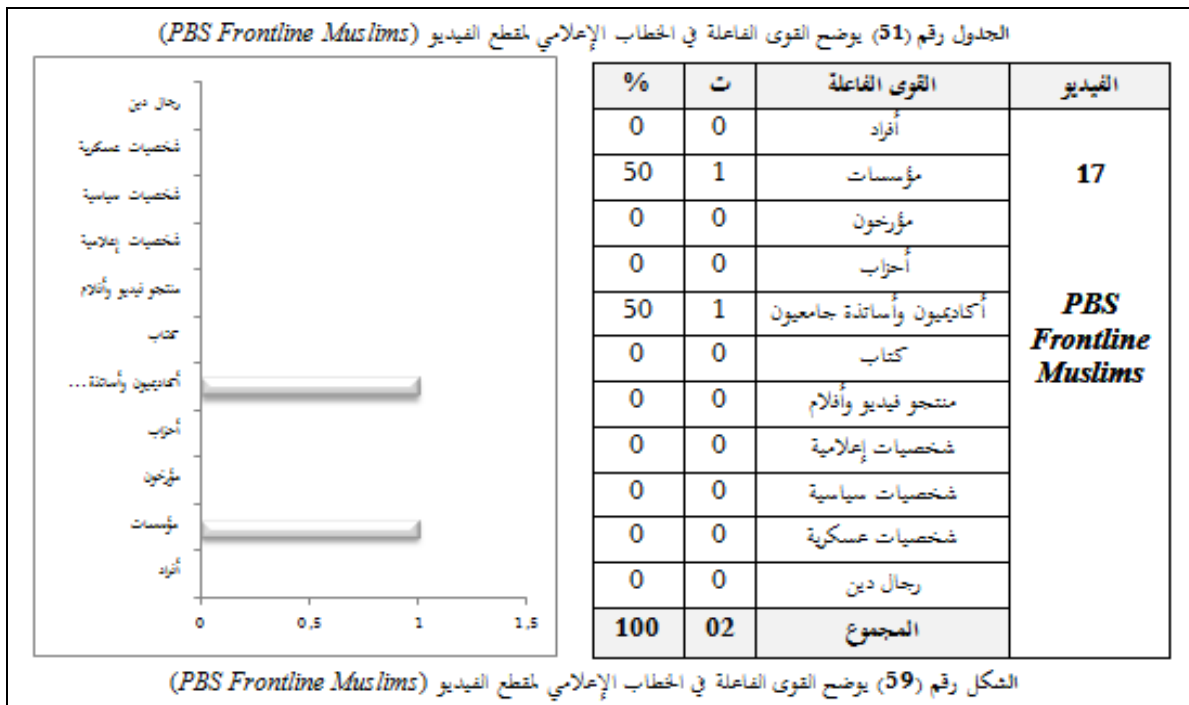 الجدول رقم (51) يوضح القوى الفاعلة في الخطاب الإعلامي لمقطع الفيديو (PBS Frontline Muslims)
الفيديو القوى الفاعلة ت %
أفراد 0 0
17 مؤسسات 1 50
مؤرخون 0 0
أحزاب 0 0
PBS Frontline Muslims أكاديميون وأساتذة جامعيون 1 50
كتاب 0 0
منتجو فيديو وأفلام 0 0
شخصيات إعلامية 0 0
شخصيات سياسية 0 0
شخصيات عسكرية 0 0
رجال دين 0 0
المجموع 02 100
رجال دين
شخصيات عسكرية
شخصيات سياسية
شخصيات إعلامية
منتجو فيديو وأفلام
كتاب
أكاديميون وأساتذة...
أحزاب
مؤرخون
مؤسسات
أفراد
0 0,5 1 1,5
الشكل رقم (59) يوضح القوى الفاعلة في الخطاب الإعلامي لمقطع الفيديو (PBS Frontline Muslims)